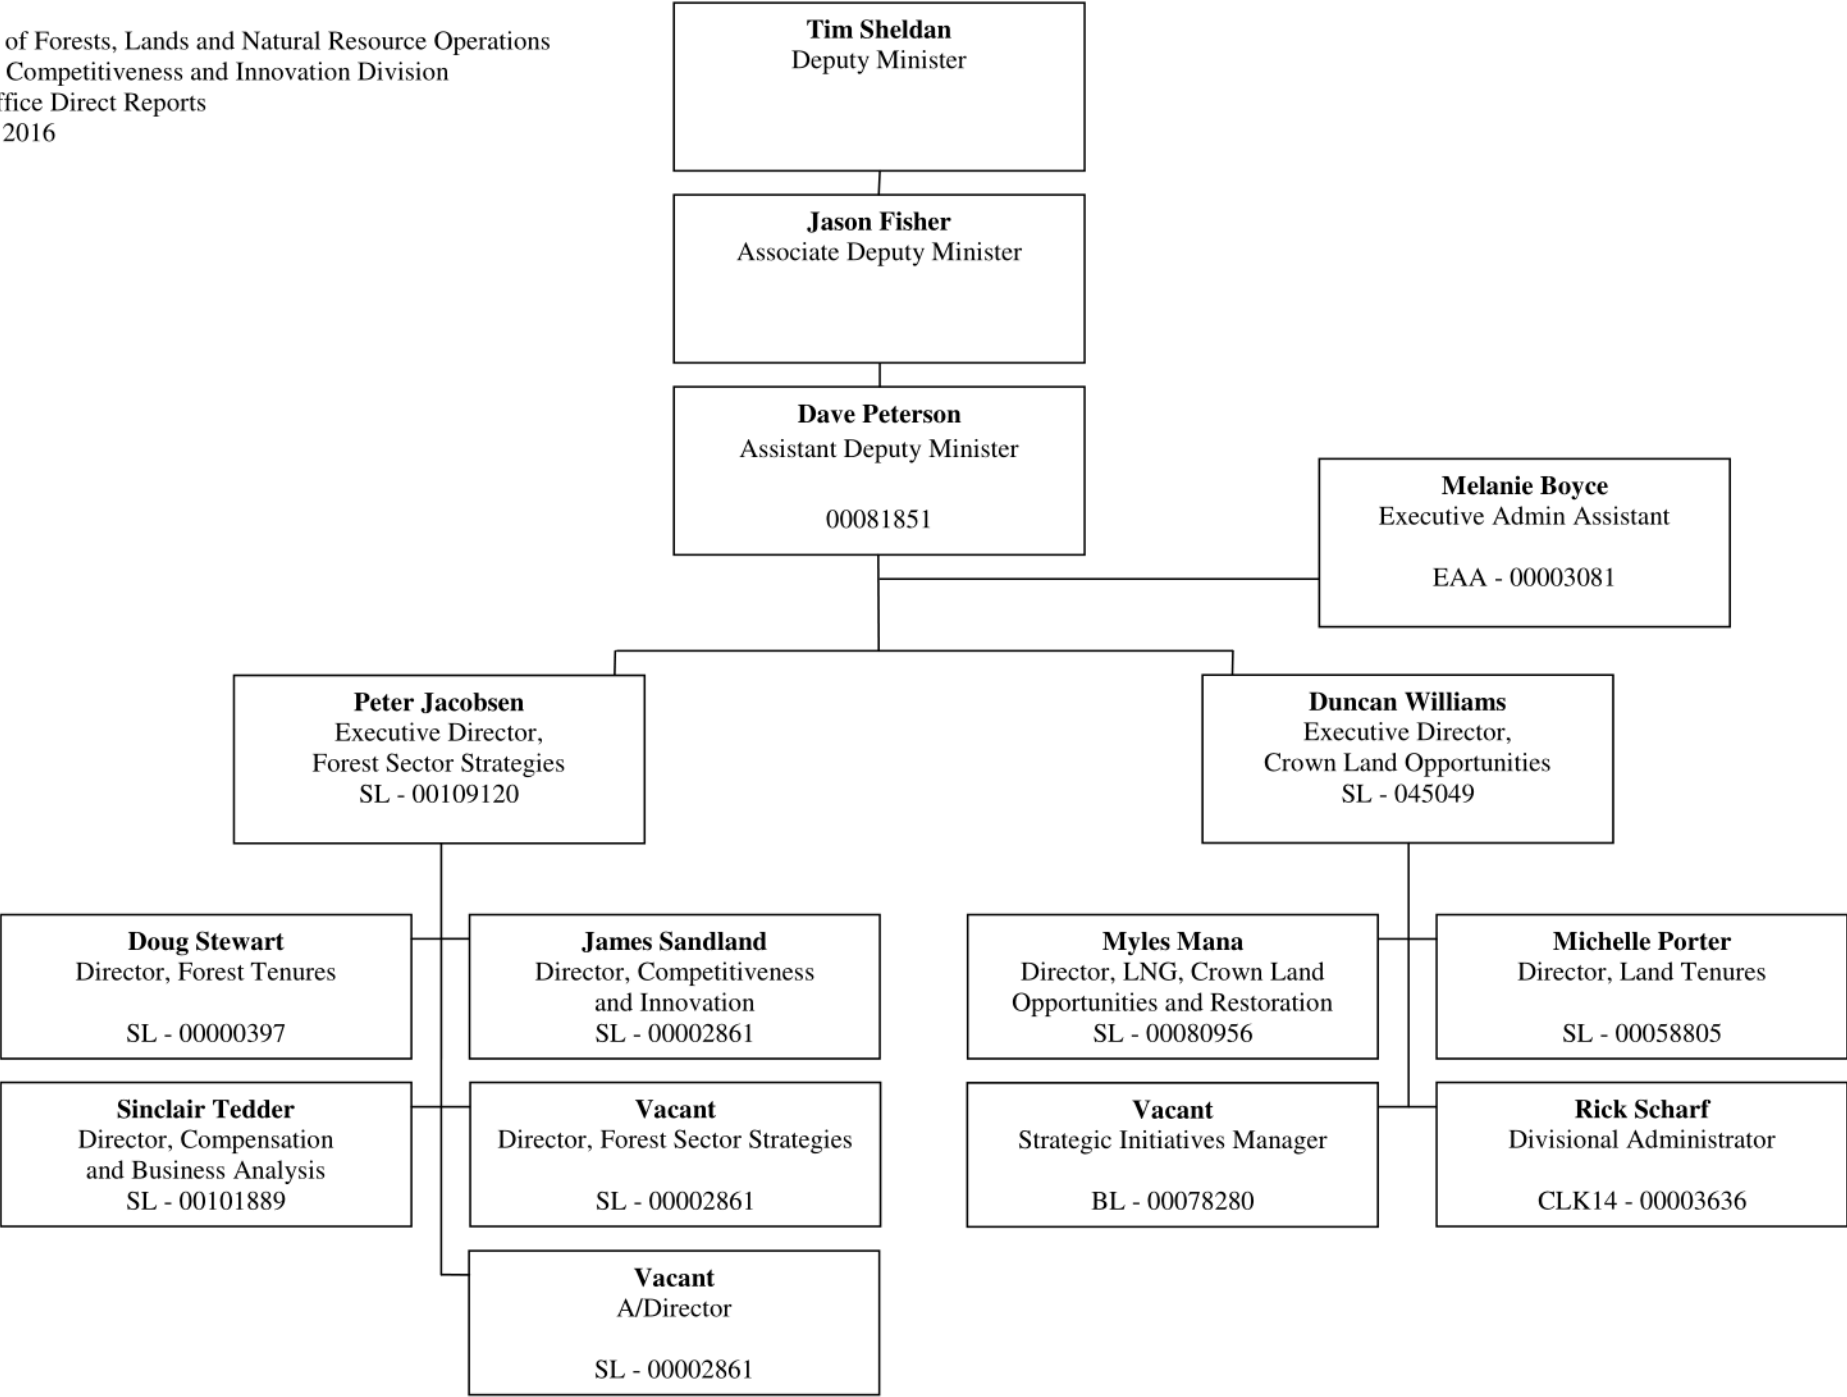 of Forests, Lands and Natural Resource Operations
Competitiveness and Innovation Division
Direct Reports
2016
Tim Sheldan
Deputy Minister
Jason Fisher
Associate Deputy Minister
Dave Peterson
Assistant Deputy Minister
00081851
Melanie Boyce
Executive Admin Assistant
EAA - 00003081
Peter Jacobsen
Executive Director,
Forest Sector Strategies
SL - 00109120
Duncan Williams
Executive Director,
Crown Land Opportunities
SL - 045049
Doug Stewart
Director, Forest Tenures
SL - 00000397
James Sandland
Director, Competitiveness
and Innovation
SL - 00002861
Myles Mana
Director, LNG, Crown Land
Opportunities and Restoration
SL - 00080956
Michelle Porter
Director, Land Tenures
SL - 00058805
Sinclair Tedder
Director, Compensation
and Business Analysis
SL - 00101889
Vacant
Director, Forest Sector Strategies
SL - 00002861
Vacant
Strategic Initiatives Manager
BL - 00078280
Rick Scharf
Divisional Administrator
CLK14 - 00003636
Vacant
A/Director
SL - 00002861